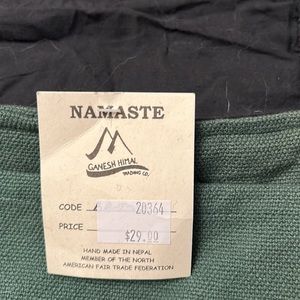 NAMASTE
GANESH HIMAL
TRADING CO.
CODE 20364
PRICE $29.00
HAND MADE IN NEPAL
MEMBER OF THE NORTH
AMERICAN FAIR TRADE FEDERATION